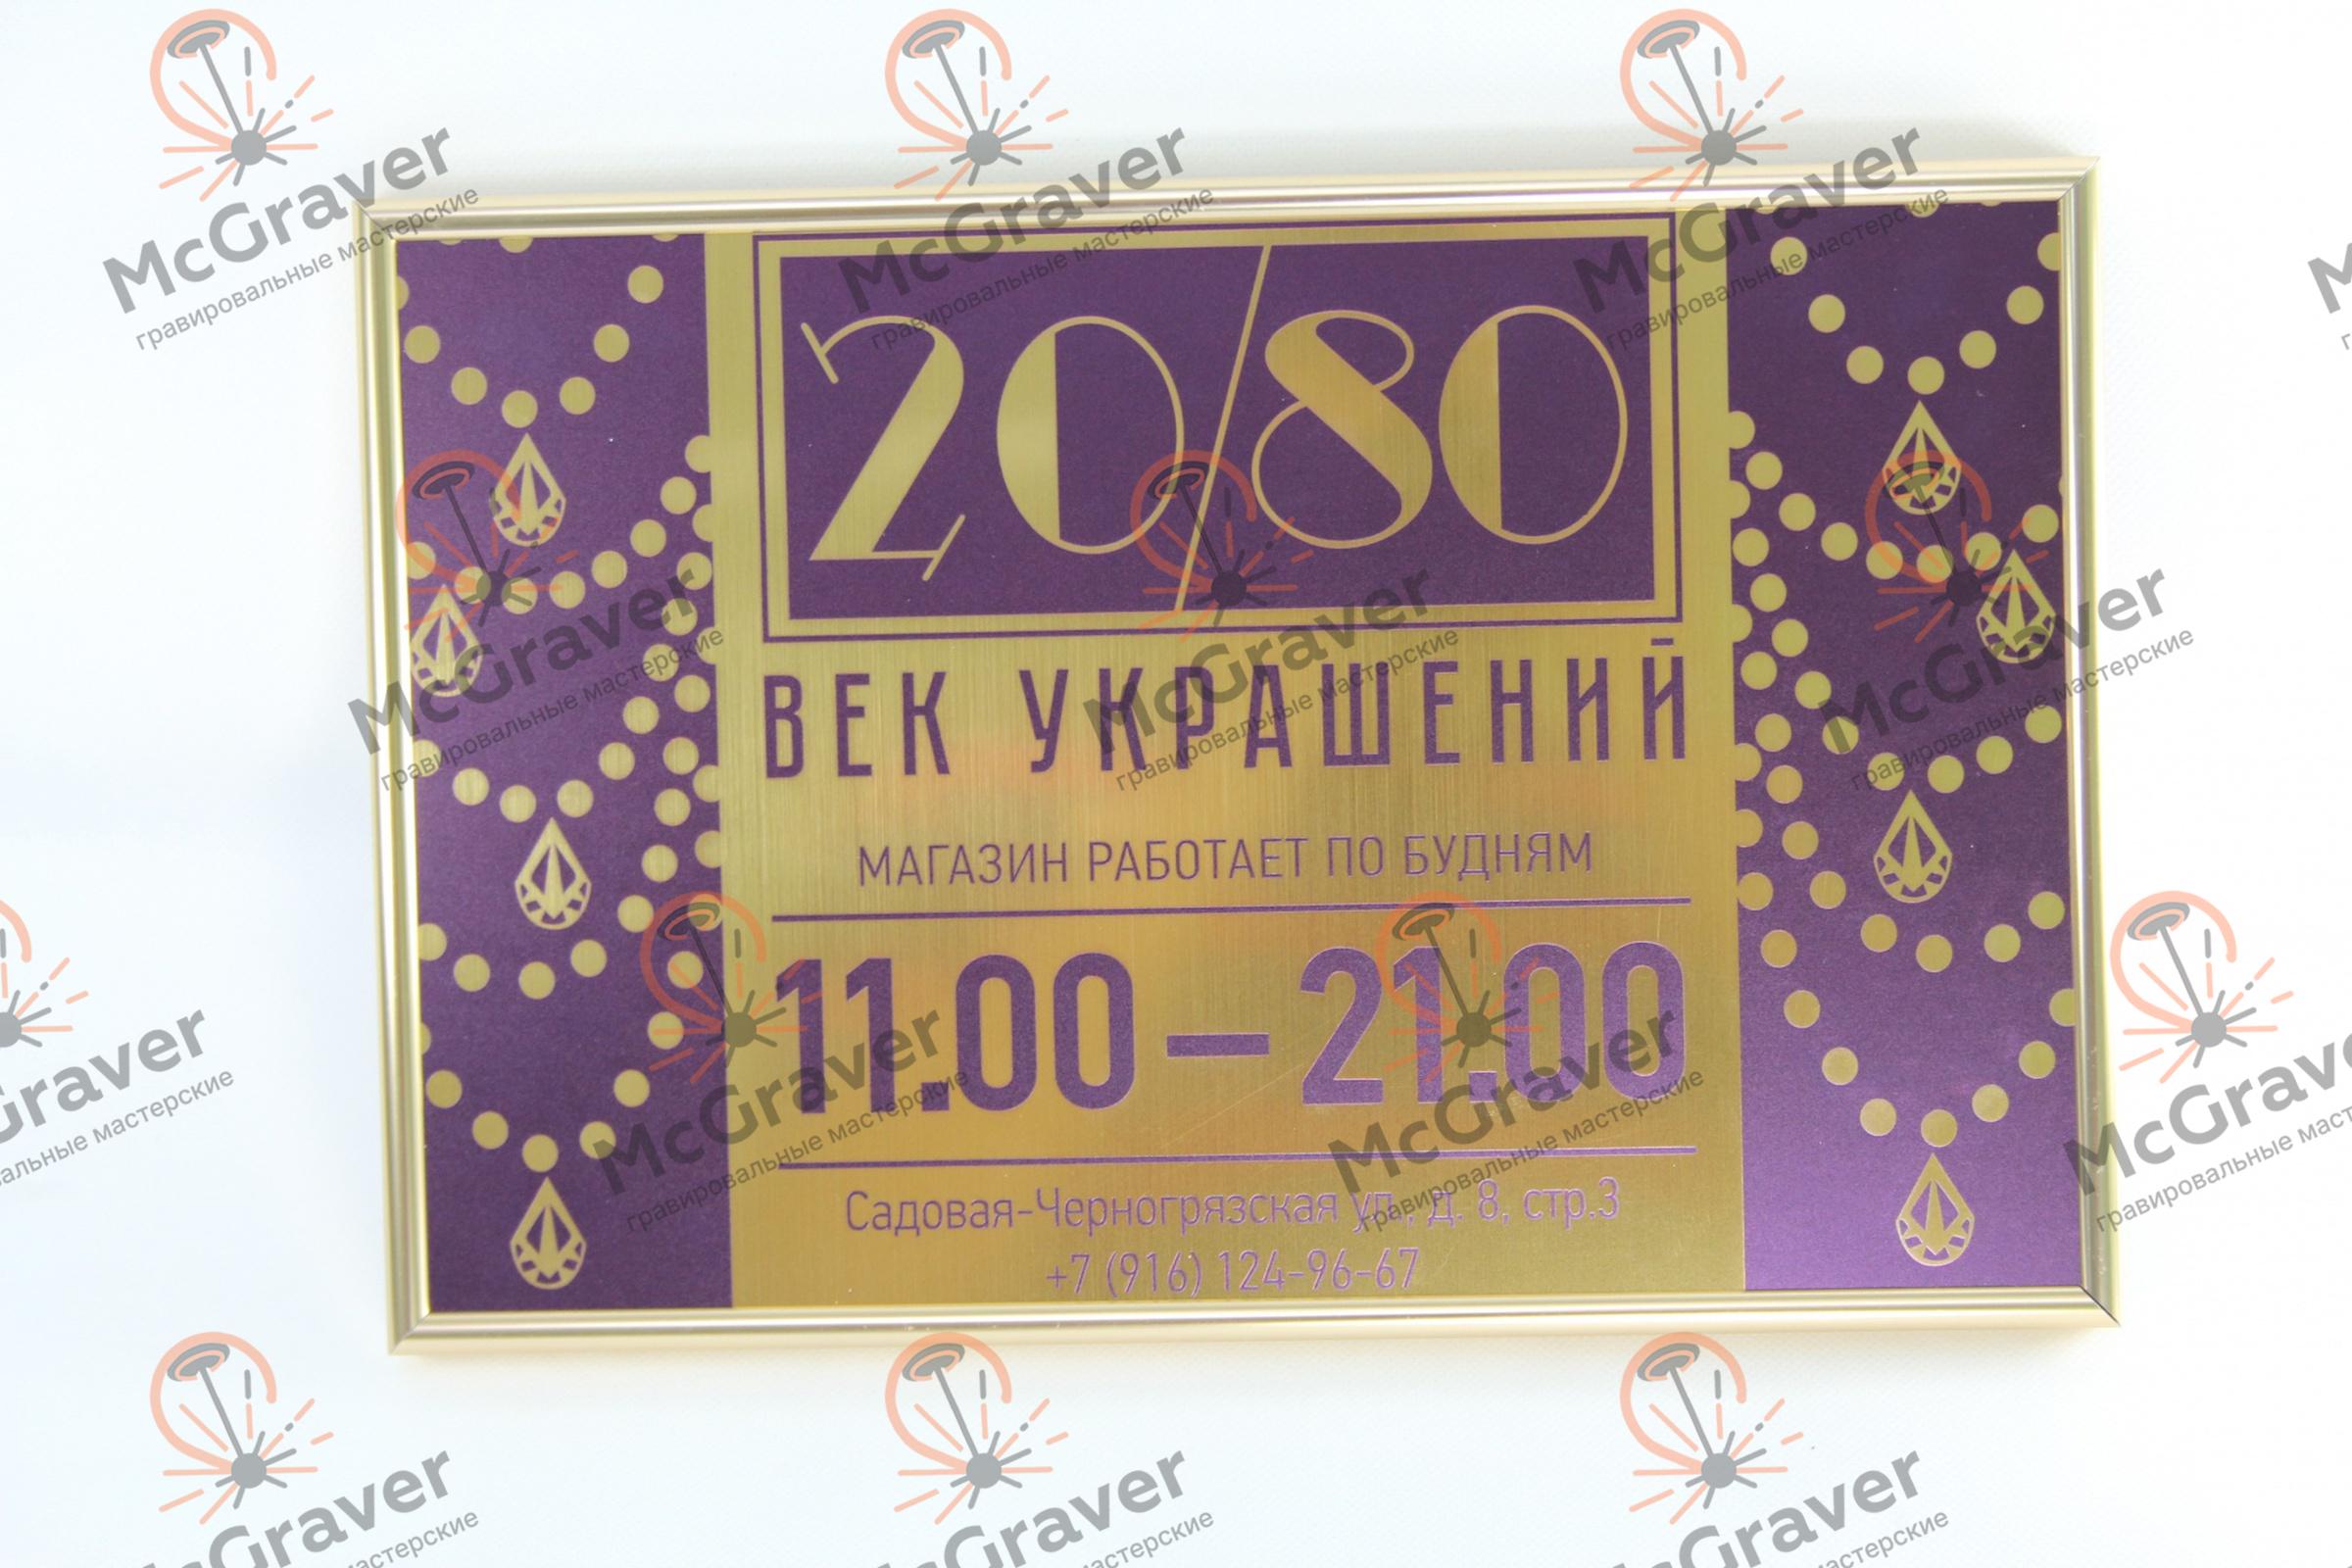 20/80
ВЕК УКРАШЕНИЙ
МАГАЗИН РАБОТАЕТ ПО БУДНЯМ
11.00–21.00
Садовая-Черногрязская ул., д. 8, стр.3
+7 (916) 124-96-67
McGraver
гравировальные мастерские